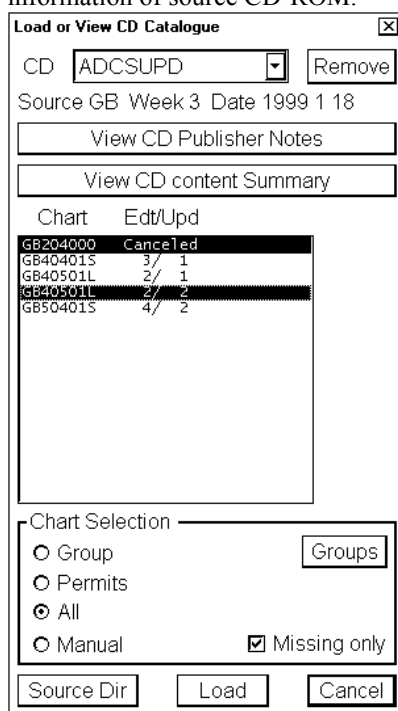 information of source CD-ROM.
Load or View CD Catalogue
CD ADCSUPD Remove
Source GB Week 3 Date 1999 1 18
View CD Publisher Notes
View CD content Summary
Chart Edt/Upd
GB204000 Canceled
GB40401S 3/ 1
GB40501L 2/ 1
GB40501L 2/ 2
GB50401S 4/ 2
Chart Selection
Group Groups
Permits
All
Manual Missing only
Source Dir Load Cancel